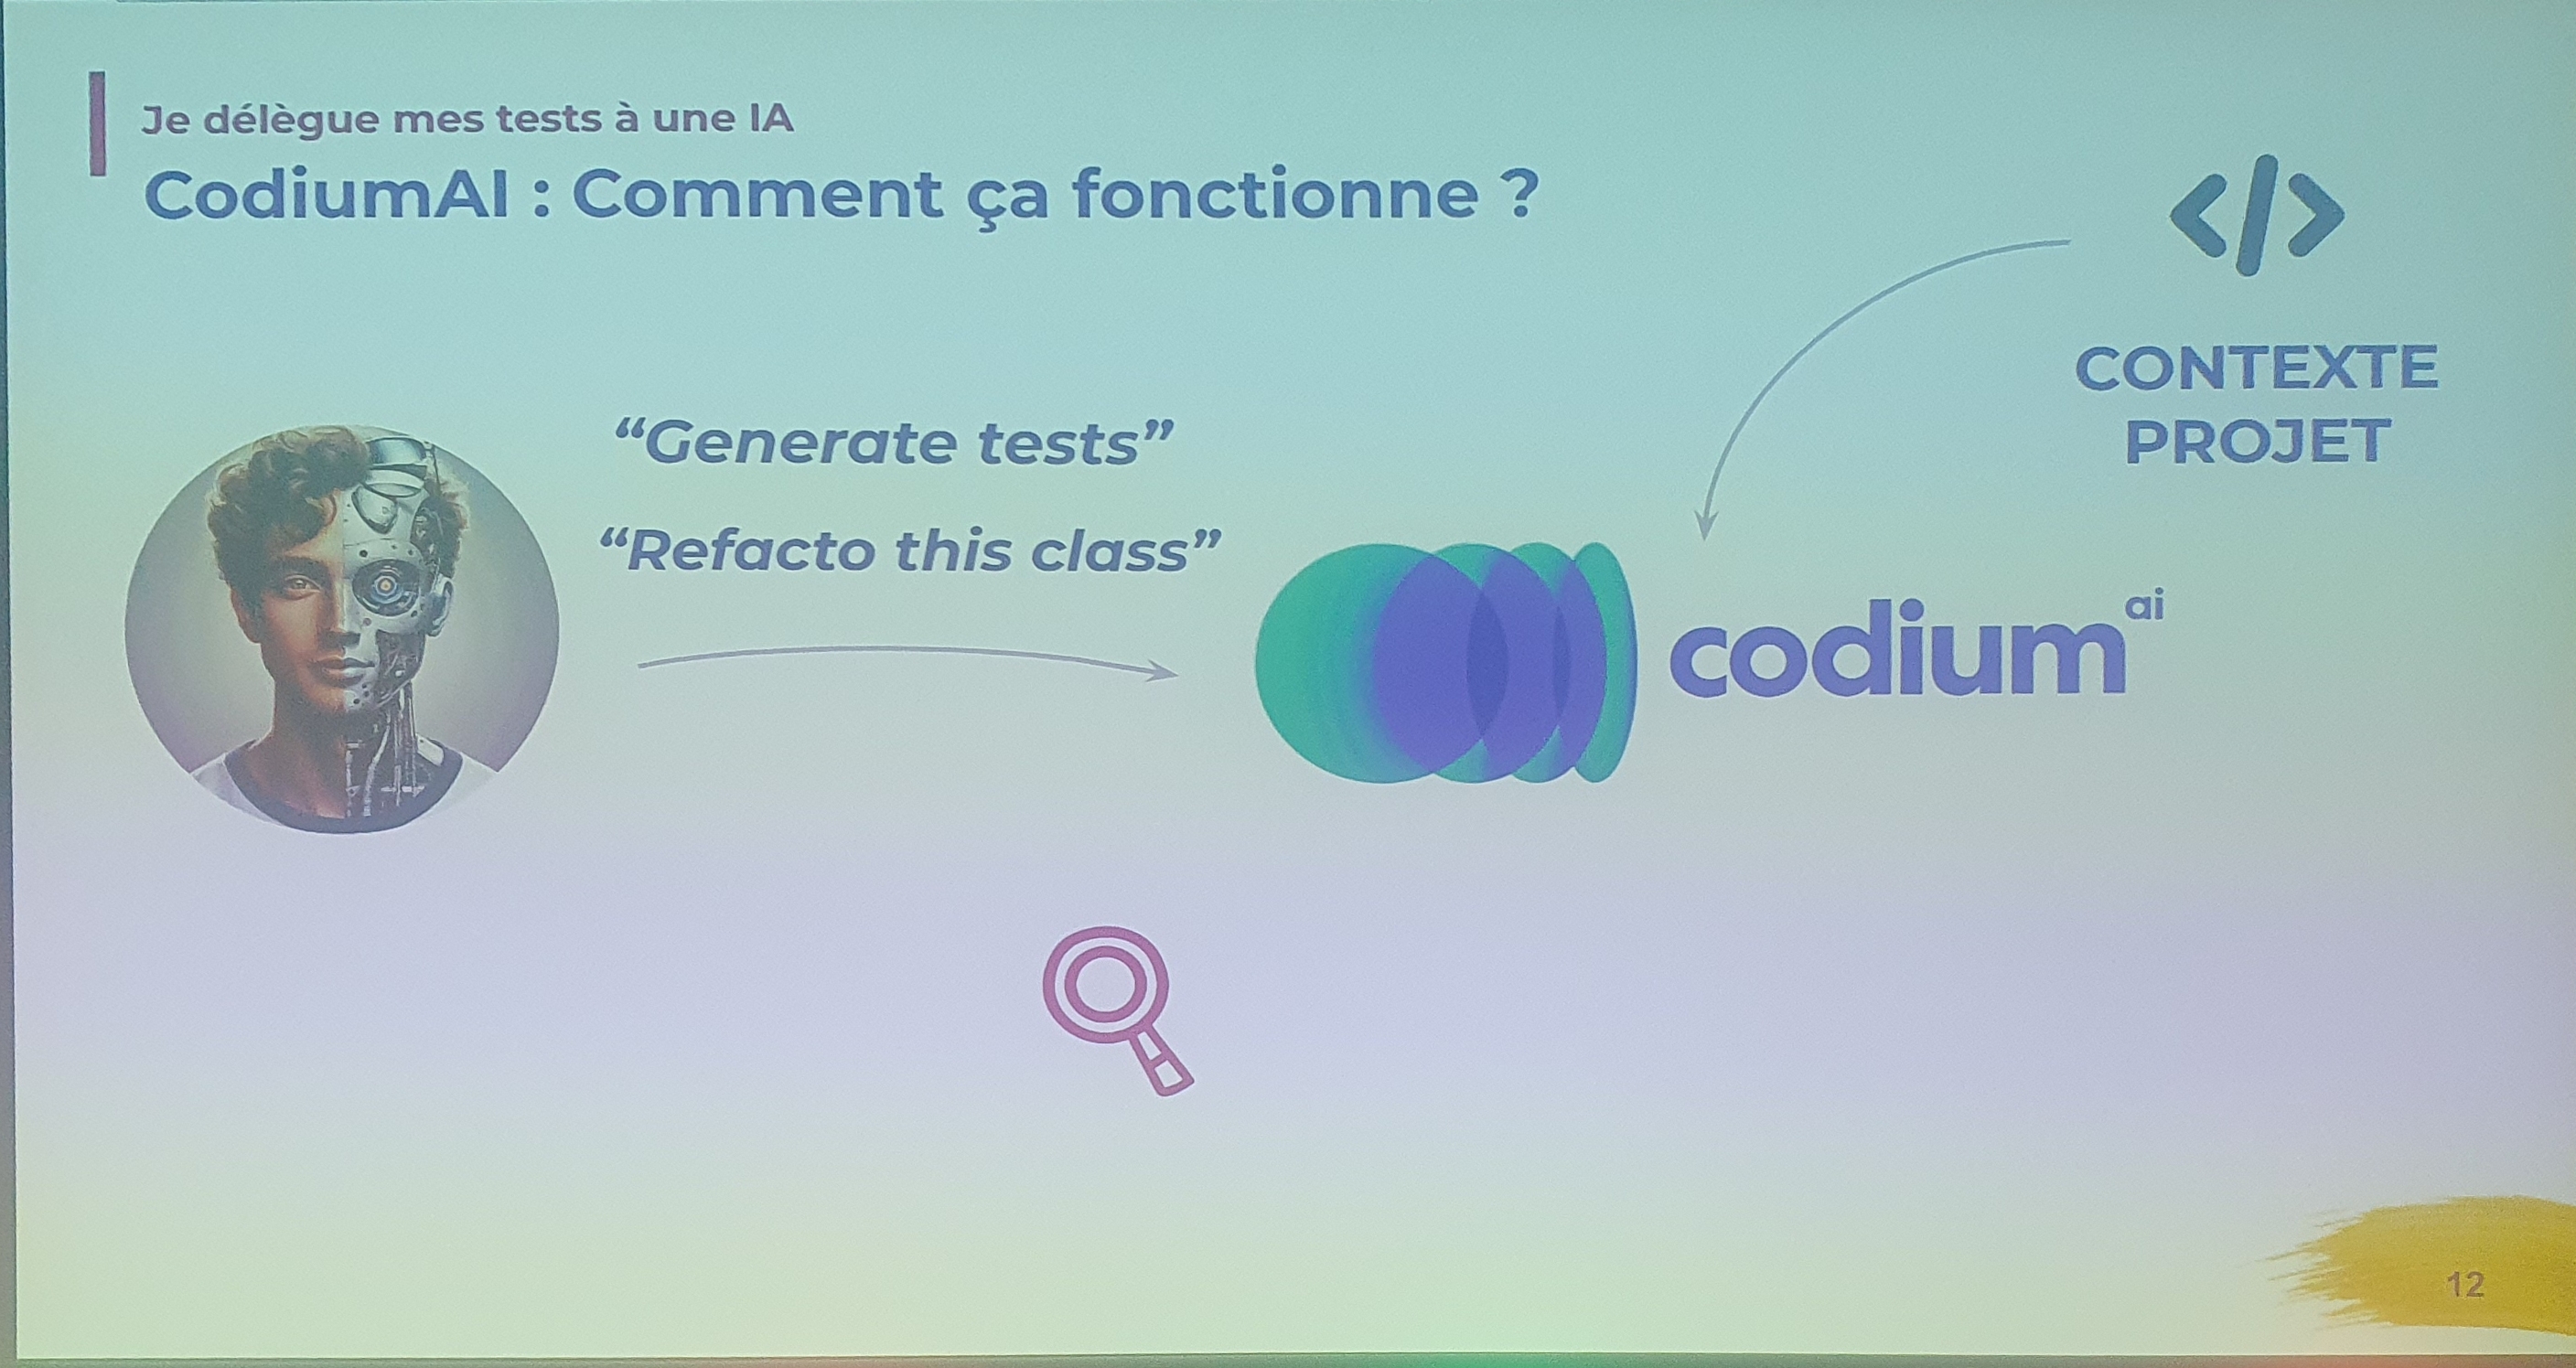 Je délègue mes tests à une IA
CodiumAI : Comment ça fonctionne ?
</>
CONTEXTE
PROJET
“Generate tests”
“Refacto this class”
codium ai
12